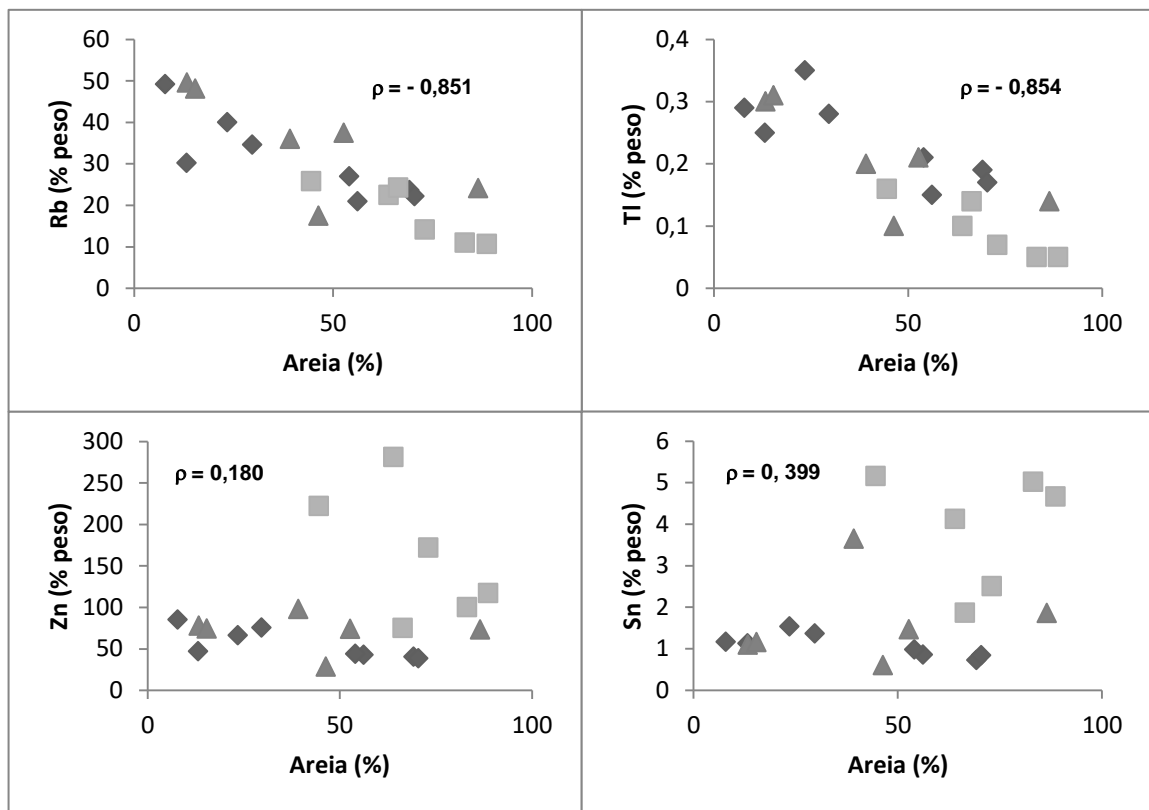 60
50
40
30
20
10
0
Rb (% peso)
ρ = - 0,851
0 50 100
Areia (%)
0,4
0,3
0,2
0,1
0
Tl (% peso)
ρ = - 0,854
0 50 100
Areia (%)
300
250
200
150
100
50
0
Zn (% peso)
ρ = 0,180
0 50 100
Areia (%)
6
5
4
3
2
1
0
Sn (% peso)
ρ = 0, 399
0 50 100
Areia (%)